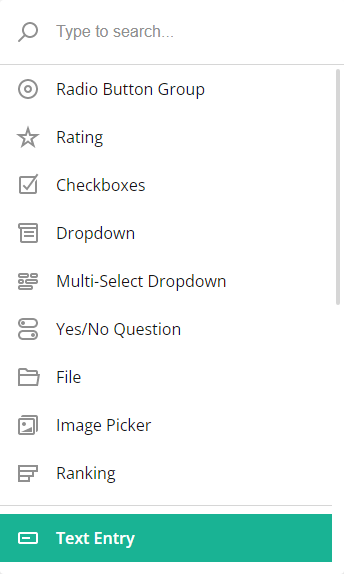 Type to search...
Radio Button Group
Rating
Checkboxes
Dropdown
Multi-Select Dropdown
Yes/No Question
File
Image Picker
Ranking
Text Entry